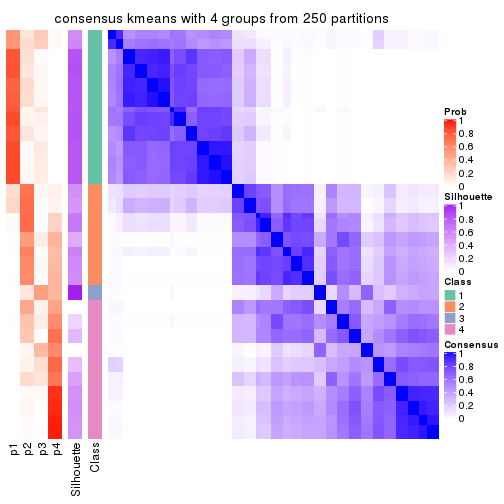 consensus kmeans with 4 groups from 250 partitions
Prob
1
0.8
0.6
0.4
0.2
0
Silhouette
1
0.8
0.6
0.4
0.2
0
Class
1
2
3
4
Consensus
1
0.8
0.6
0.4
0.2
0
p1
p2
p3
p4
Silhouette
Class